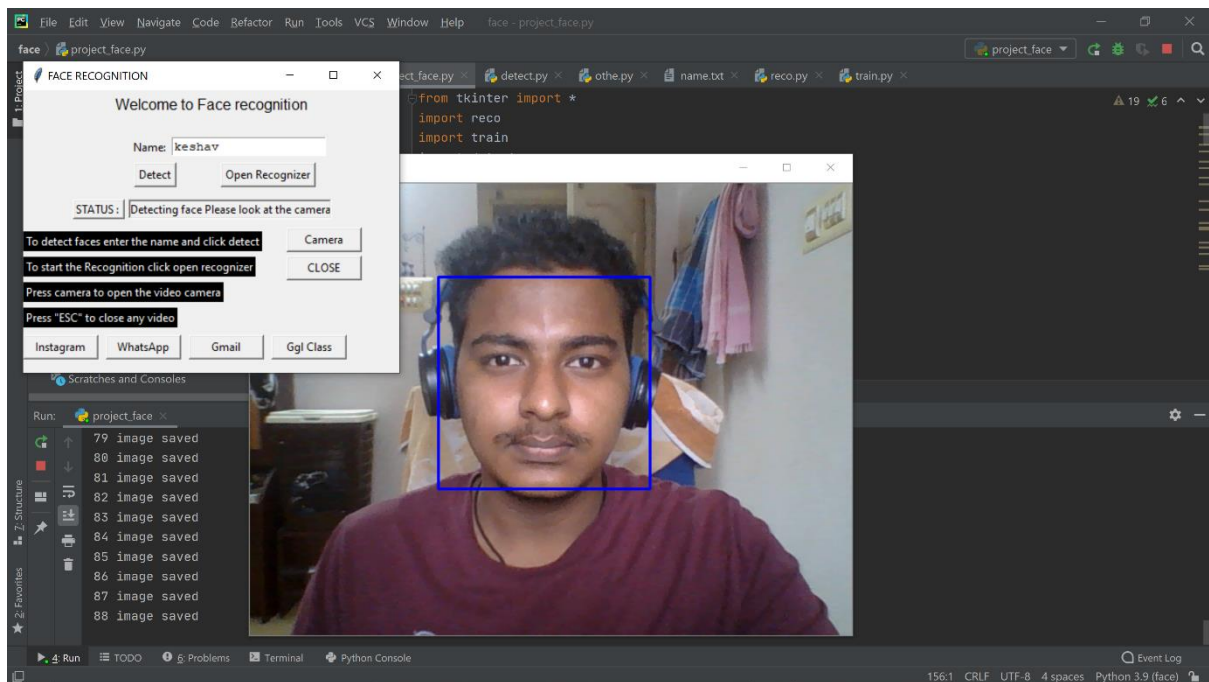 File Edit View Navigate Code Refactor Run Tools VCS Window Help face - project_face.py
face project_face.py project_face
1: Project
FACE RECOGNITION
ect_face.py detect.py othe.py name.txt reco.py train.py
Welcome to Face recognition
Name: keshav
Detect Open Recognizer
STATUS : Detecting face Please look at the camera
To detect faces enter the name and click detect Camera
To start the Recognition click open recognizer CLOSE
Press camera to open the video camera
Press "ESC" to close any video
Instagram WhatsApp Gmail Ggl Class
from tkinter import *
import reco
import train
19 6
Scratches and Consoles
Run: project_face
79 image saved
80 image saved
81 image saved
82 image saved
83 image saved
84 image saved
85 image saved
86 image saved
87 image saved
88 image saved
Z: Structure
2: Favorites
4: Run TODO 6: Problems Terminal Python Console Event Log
156:1 CRLF UTF-8 4 spaces Python 3.9 (face)